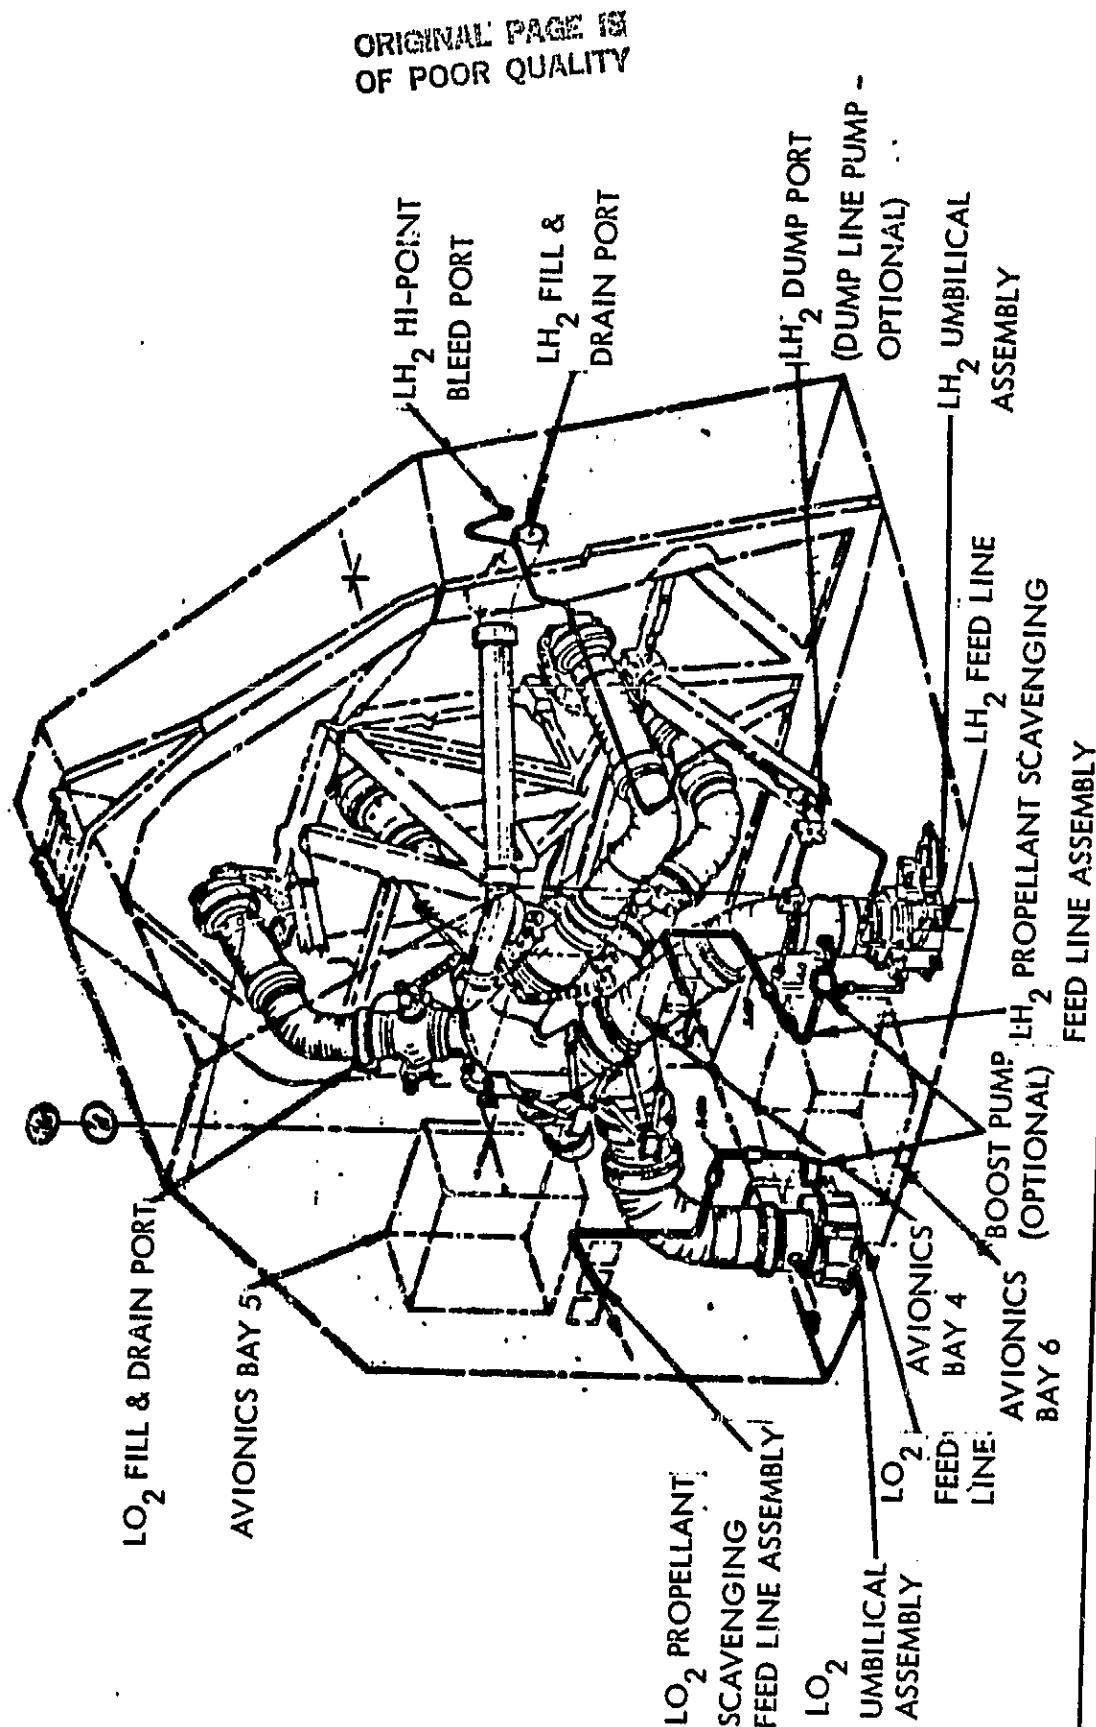 ORIGINAL PAGE IS
OF POOR QUALITY
LO2 FILL & DRAIN PORT
AVIONICS BAY 5
LH2 HI-POINT
BLEED PORT
LH2 FILL &
DRAIN PORT
LH2 DUMP PORT
(DUMP LINE PUMP -
OPTIONAL)
LH2 UMBILICAL
ASSEMBLY
LH2 FEED LINE
LH2 PROPELLANT SCAVENGING
FEED LINE ASSEMBLY
BOOST PUMP
(OPTIONAL)
AVIONICS
BAY 4
AVIONICS
BAY 6
LO2
FEED
LINE
LO2 PROPELLANT
SCAVENGING
FEED LINE ASSEMBLY
LO2
UMBILICAL
ASSEMBLY